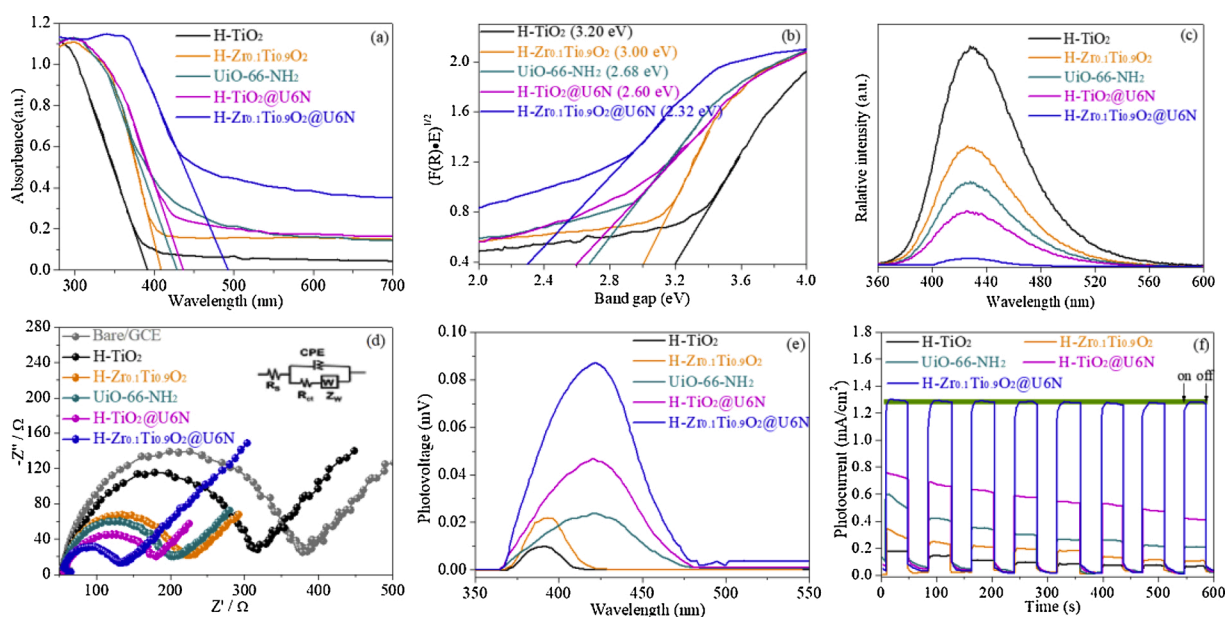 1.2
1.0
0.8
0.6
0.4
0.2
0.0
Absorbence(a.u.)
(a)
H-TiO2
H-Zr0.1Ti0.9O2
UiO-66-NH2
H-TiO2@U6N
H-Zr0.1Ti0.9O2@U6N
300 400 500 600 700
Wavelength (nm)
2.4
2.0
1.6
1.2
0.8
0.4
(F(R)•E)1/2
(b)
H-TiO2 (3.20 eV)
H-Zr0.1Ti0.9O2 (3.00 eV)
UiO-66-NH2 (2.68 eV)
H-TiO2@U6N (2.60 eV)
H-Zr0.1Ti0.9O2@U6N (2.32 eV)
2.0 2.5 3.0 3.5 4.0
Band gap (eV)
Ralative intensity (a.u.)
(c)
H-TiO2
H-Zr0.1Ti0.9O2
UiO-66-NH2
H-TiO2@U6N
H-Zr0.1Ti0.9O2@U6N
360 400 440 480 520 560 600
Wavelength (nm)
280
240
200
160
120
80
40
0
-Z'' / Ω
(d)
Bare/GCE
H-TiO2
H-Zr0.1Ti0.9O2
UiO-66-NH2
H-TiO2@U6N
H-Zr0.1Ti0.9O2@U6N
CPE
Rs
Rct
W
Zw
100 200 300 400 500
Z' / Ω
0.10
0.08
0.06
0.04
0.02
0.00
Photovoltage (mV)
(e)
H-TiO2
H-Zr0.1Ti0.9O2
UiO-66-NH2
H-TiO2@U6N
H-Zr0.1Ti0.9O2@U6N
350 400 450 500 550
Wavelength (nm)
1.8
1.6
1.4
1.2
1.0
0.8
0.6
0.4
0.2
0.0
Photocurrent (mA/cm2)
(f)
H-TiO2
H-Zr0.1Ti0.9O2
UiO-66-NH2
H-TiO2@U6N
H-Zr0.1Ti0.9O2@U6N
on off
0 100 200 300 400 500 600
Time (s)